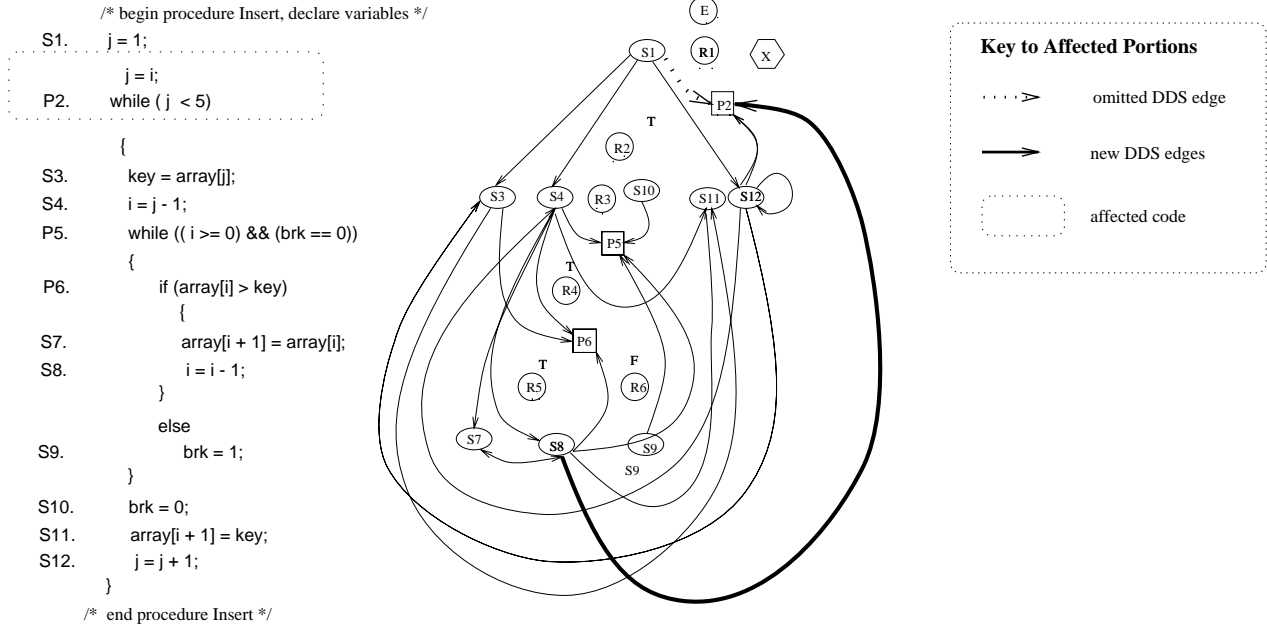 /* begin procedure Insert, declare variables */
S1. j = 1;
j = i;
P2. while ( j < 5)
{
S3. key = array[j];
S4. i = j - 1;
P5. while (( i >= 0) && (brk == 0))
{
P6. if (array[i] > key)
{
S7. array[i + 1] = array[i];
S8. i = i - 1;
}
else
S9. brk = 1;
}
S10. brk = 0;
S11. array[i + 1] = key;
S12. j = j + 1;
}
/* end procedure Insert */
E
S1 R1 X
P2
T
R2
S3 S4 R3 S10 S11 S12
P5
T
R4
P6
T F
R5 R6
S7 S8 S9
S9
Key to Affected Portions
omitted DDS edge
new DDS edges
affected code